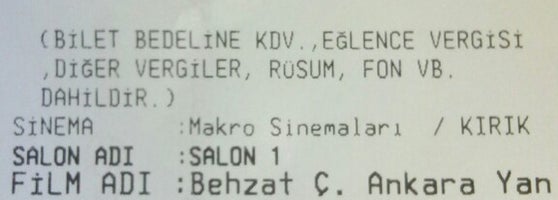 (BİLET BEDELİNE KDV.,EĞLENCE VERGİSİ
,DİĞER VERGİLER, RÜSUM, FON VB.
DAHİLDİR.)
SİNEMA :Makro Sinemaları / KIRIK
SALON ADI :SALON 1
FİLM ADI :Behzat Ç. Ankara Yan